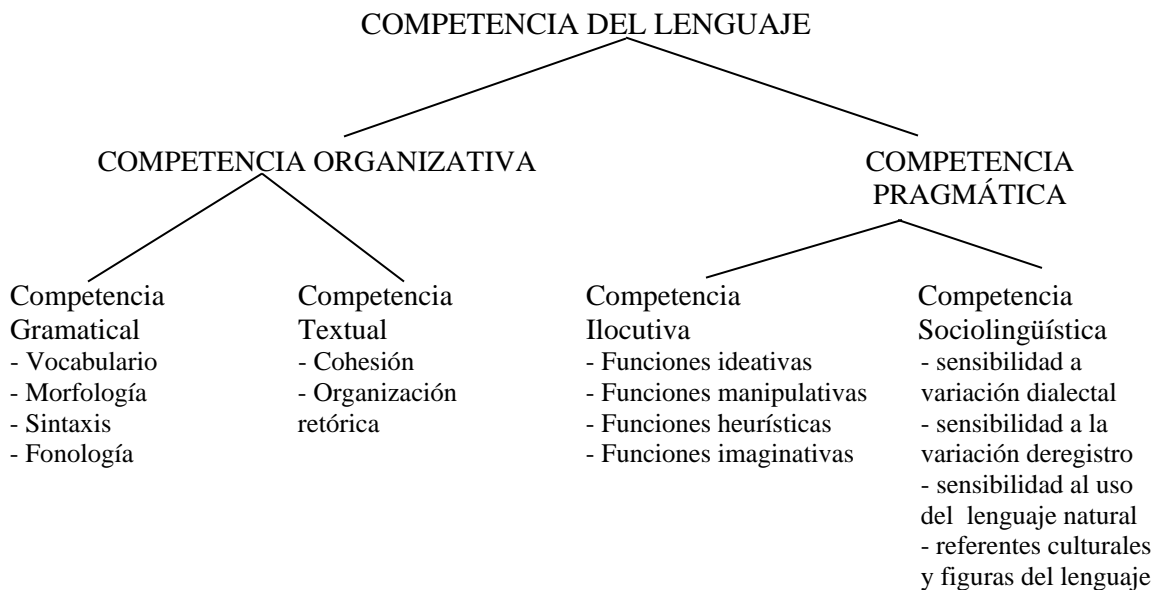 COMPETENCIA DEL LENGUAJE
COMPETENCIA ORGANIZATIVA
COMPETENCIA
PRAGMÁTICA
Competencia
Gramatical
- Vocabulario
- Morfología
- Sintaxis
- Fonología
Competencia
Textual
- Cohesión
- Organización
retórica
Competencia
Ilocutiva
- Funciones ideativas
- Funciones manipulativas
- Funciones heurísticas
- Funciones imaginativas
Competencia
Sociolingüística
- sensibilidad a
variación dialectal
- sensibilidad a la
variación deregistro
- sensibilidad al uso
del lenguaje natural
- referentes culturales
y figuras del lenguaje